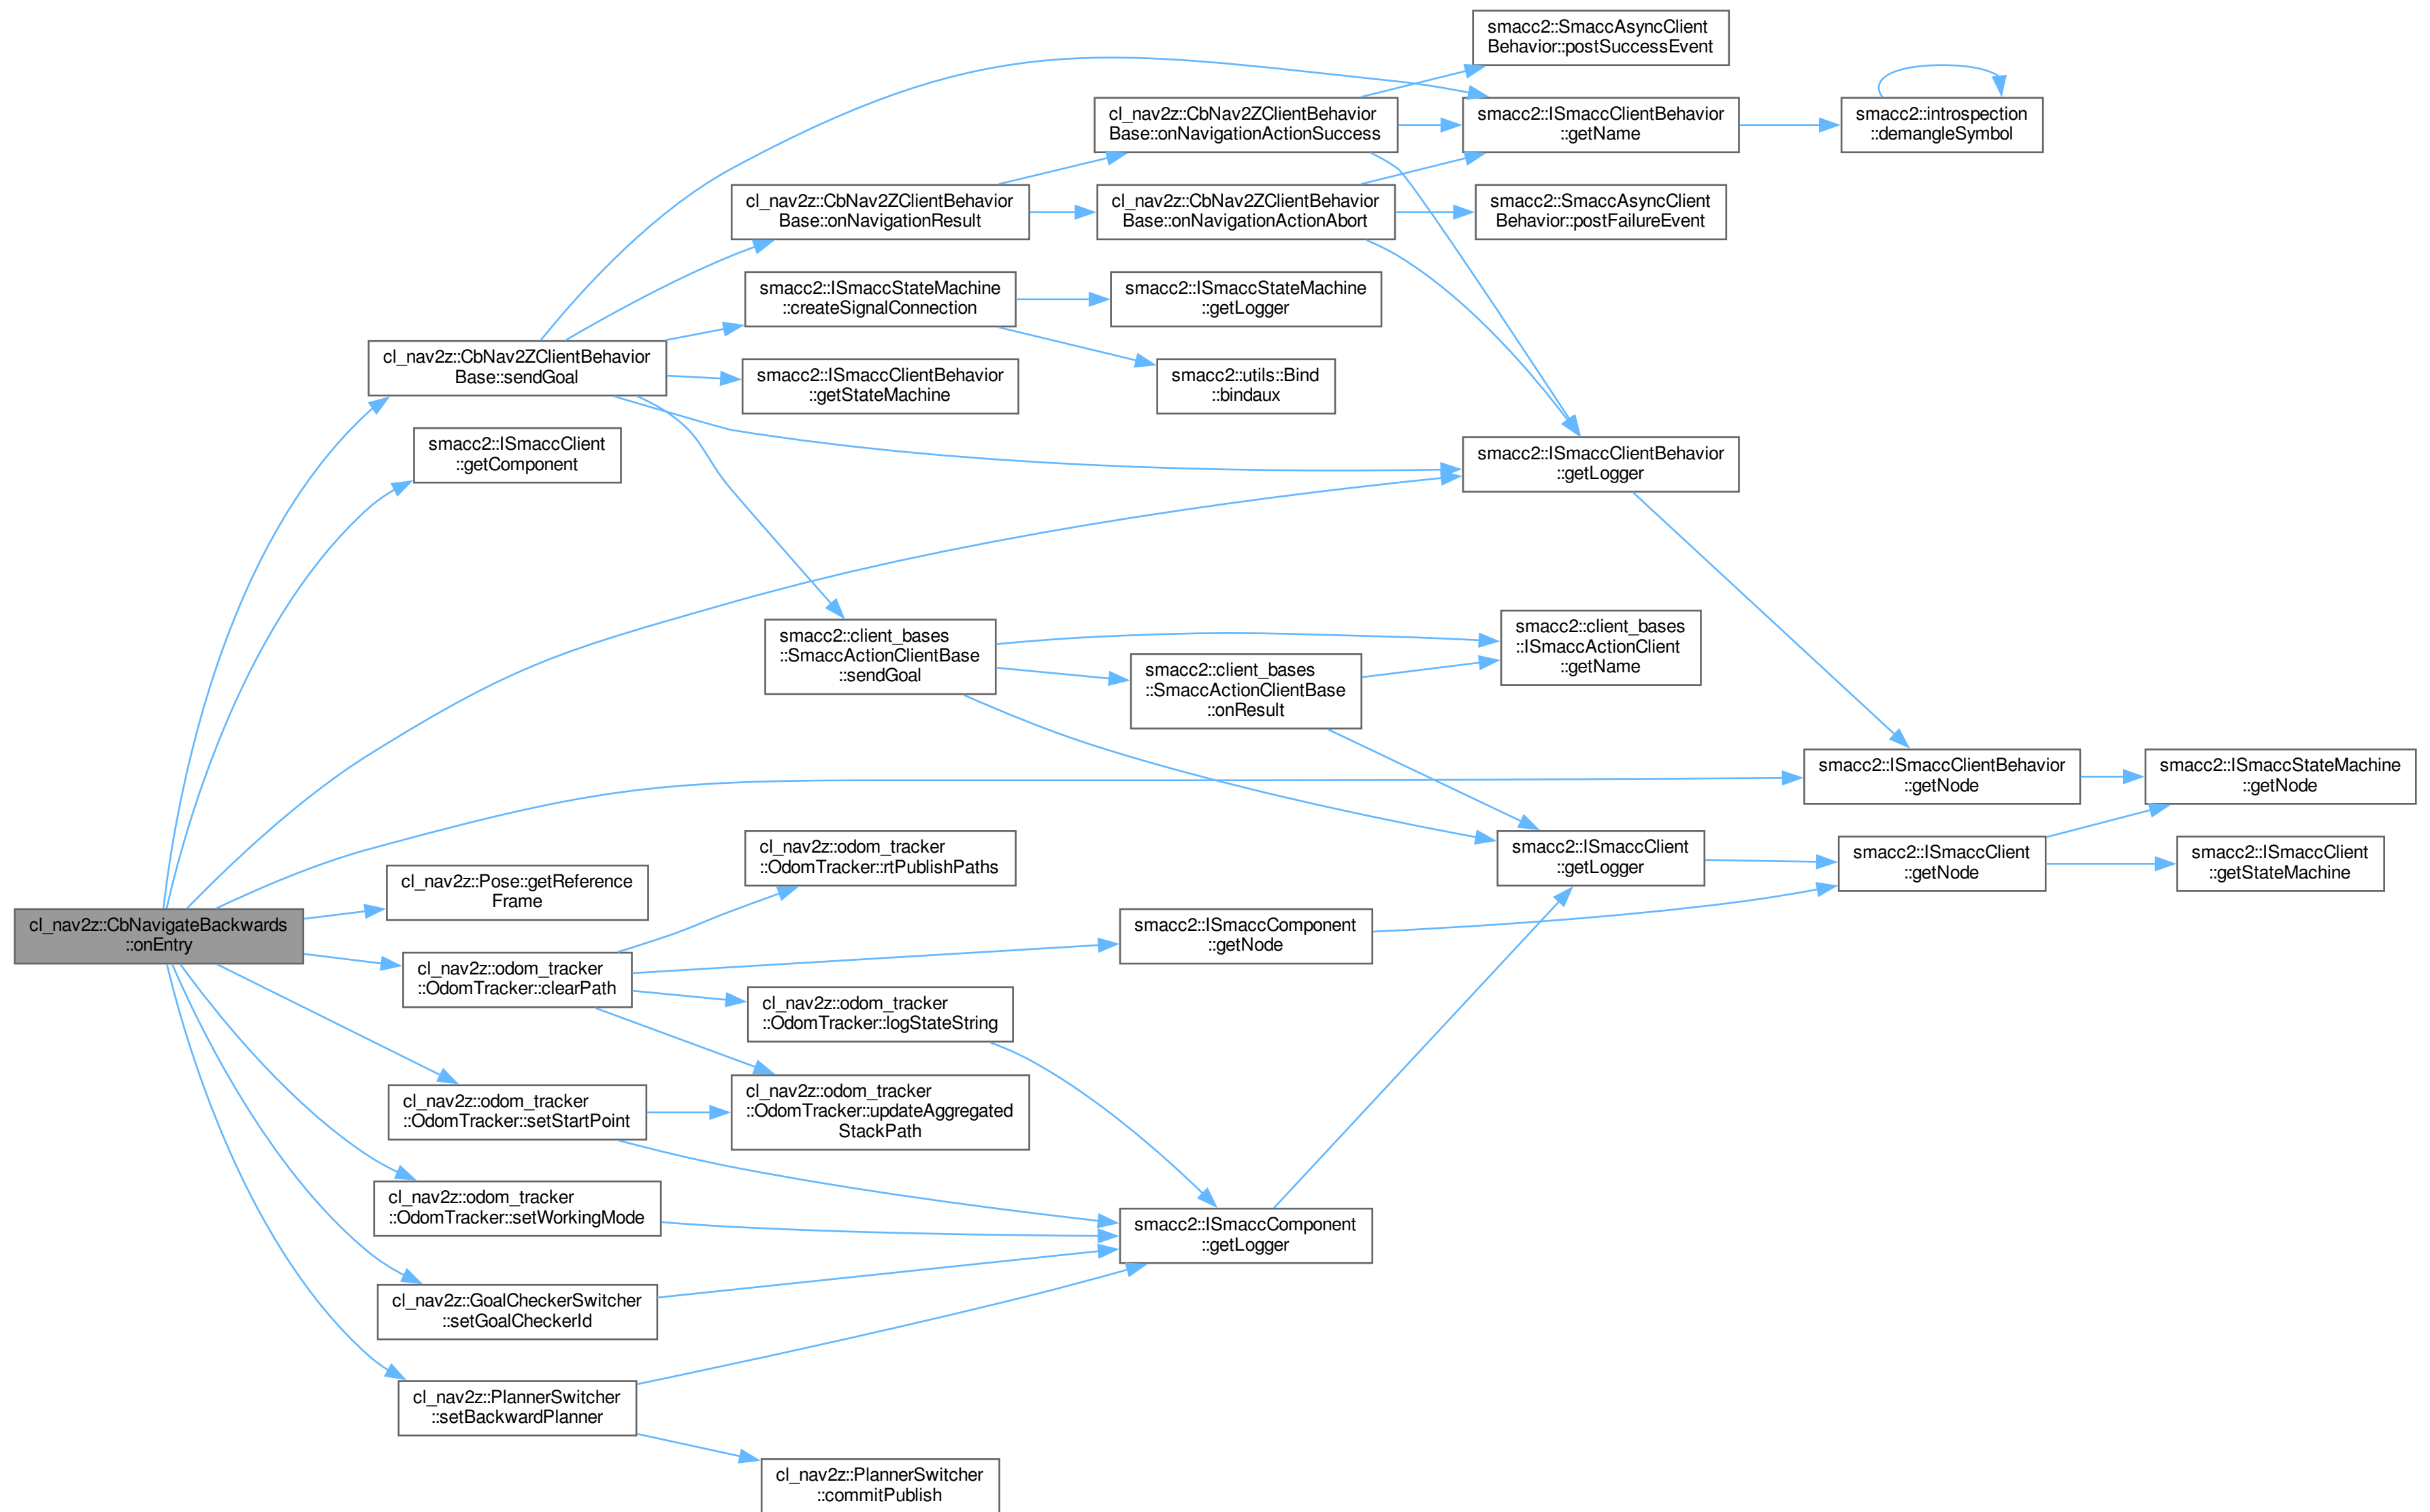 smacc2::SmaccAsyncClient
Behavior::postSuccessEvent
cl_nav2z::CbNav2ZClientBehavior
Base::onNavigationActionSuccess
smacc2::ISmaccClientBehavior
::getName
smacc2::introspection
::demangleSymbol
cl_nav2z::CbNav2ZClientBehavior
Base::onNavigationResult
cl_nav2z::CbNav2ZClientBehavior
Base::onNavigationActionAbort
smacc2::SmaccAsyncClient
Behavior::postFailureEvent
smacc2::ISmaccStateMachine
::createSignalConnection
smacc2::ISmaccStateMachine
::getLogger
cl_nav2z::CbNav2ZClientBehavior
Base::sendGoal
smacc2::ISmaccClientBehavior
::getStateMachine
smacc2::utils::Bind
::bindaux
smacc2::ISmaccClient
::getComponent
smacc2::ISmaccClientBehavior
::getLogger
smacc2::client_bases
::SmaccActionClientBase
::sendGoal
smacc2::client_bases
::SmaccActionClientBase
::onResult
smacc2::client_bases
::ISmaccActionClient
::getName
smacc2::ISmaccClientBehavior
::getNode
smacc2::ISmaccStateMachine
::getNode
cl_nav2z::odom_tracker
::OdomTracker::rtPublishPaths
smacc2::ISmaccClient
::getLogger
smacc2::ISmaccClient
::getNode
smacc2::ISmaccClient
::getStateMachine
cl_nav2z::Pose::getReference
Frame
cl_nav2z::CbNavigateBackwards
::onEntry
smacc2::ISmaccComponent
::getNode
cl_nav2z::odom_tracker
::OdomTracker::clearPath
cl_nav2z::odom_tracker
::OdomTracker::logStateString
cl_nav2z::odom_tracker
::OdomTracker::setStartPoint
cl_nav2z::odom_tracker
::OdomTracker::updateAggregated
StackPath
cl_nav2z::odom_tracker
::OdomTracker::setWorkingMode
smacc2::ISmaccComponent
::getLogger
cl_nav2z::GoalCheckerSwitcher
::setGoalCheckerId
cl_nav2z::PlannerSwitcher
::setBackwardPlanner
cl_nav2z::PlannerSwitcher
::commitPublish